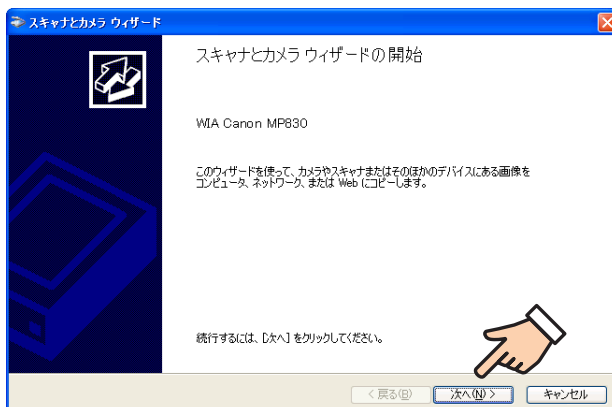 スキャナとカメラ ウィザード
スキャナとカメラ ウィザードの開始
WIA Canon MP830
このウィザードを使って、カメラやスキャナまたはそのほかのデバイスにある画像を
コンピュータ、ネットワーク、または Web にコピーします。
続行するには、[次へ] をクリックしてください。
< 戻る(B) 次へ(N) > キャンセル